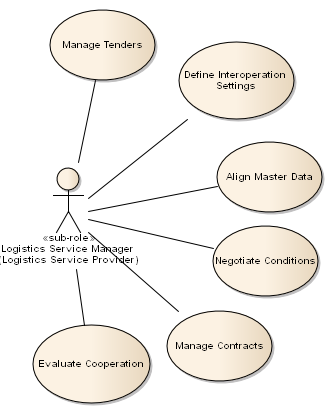 Manage Tenders
Define Interoperation
Settings
Align Master Data
«sub-role»
Logistics Service Manager
(Logistics Service Provider)
Negotiate Conditions
Manage Contracts
Evaluate Cooperation